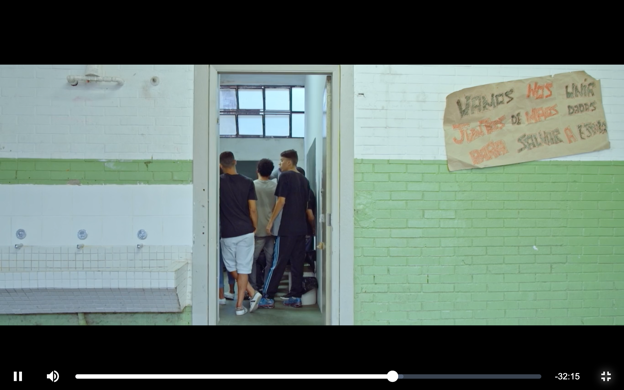 VAMOS NOS UNIR
JUNTOS DE MÃOS DADAS
PARA SALVAR A ESCOLA
-32:15